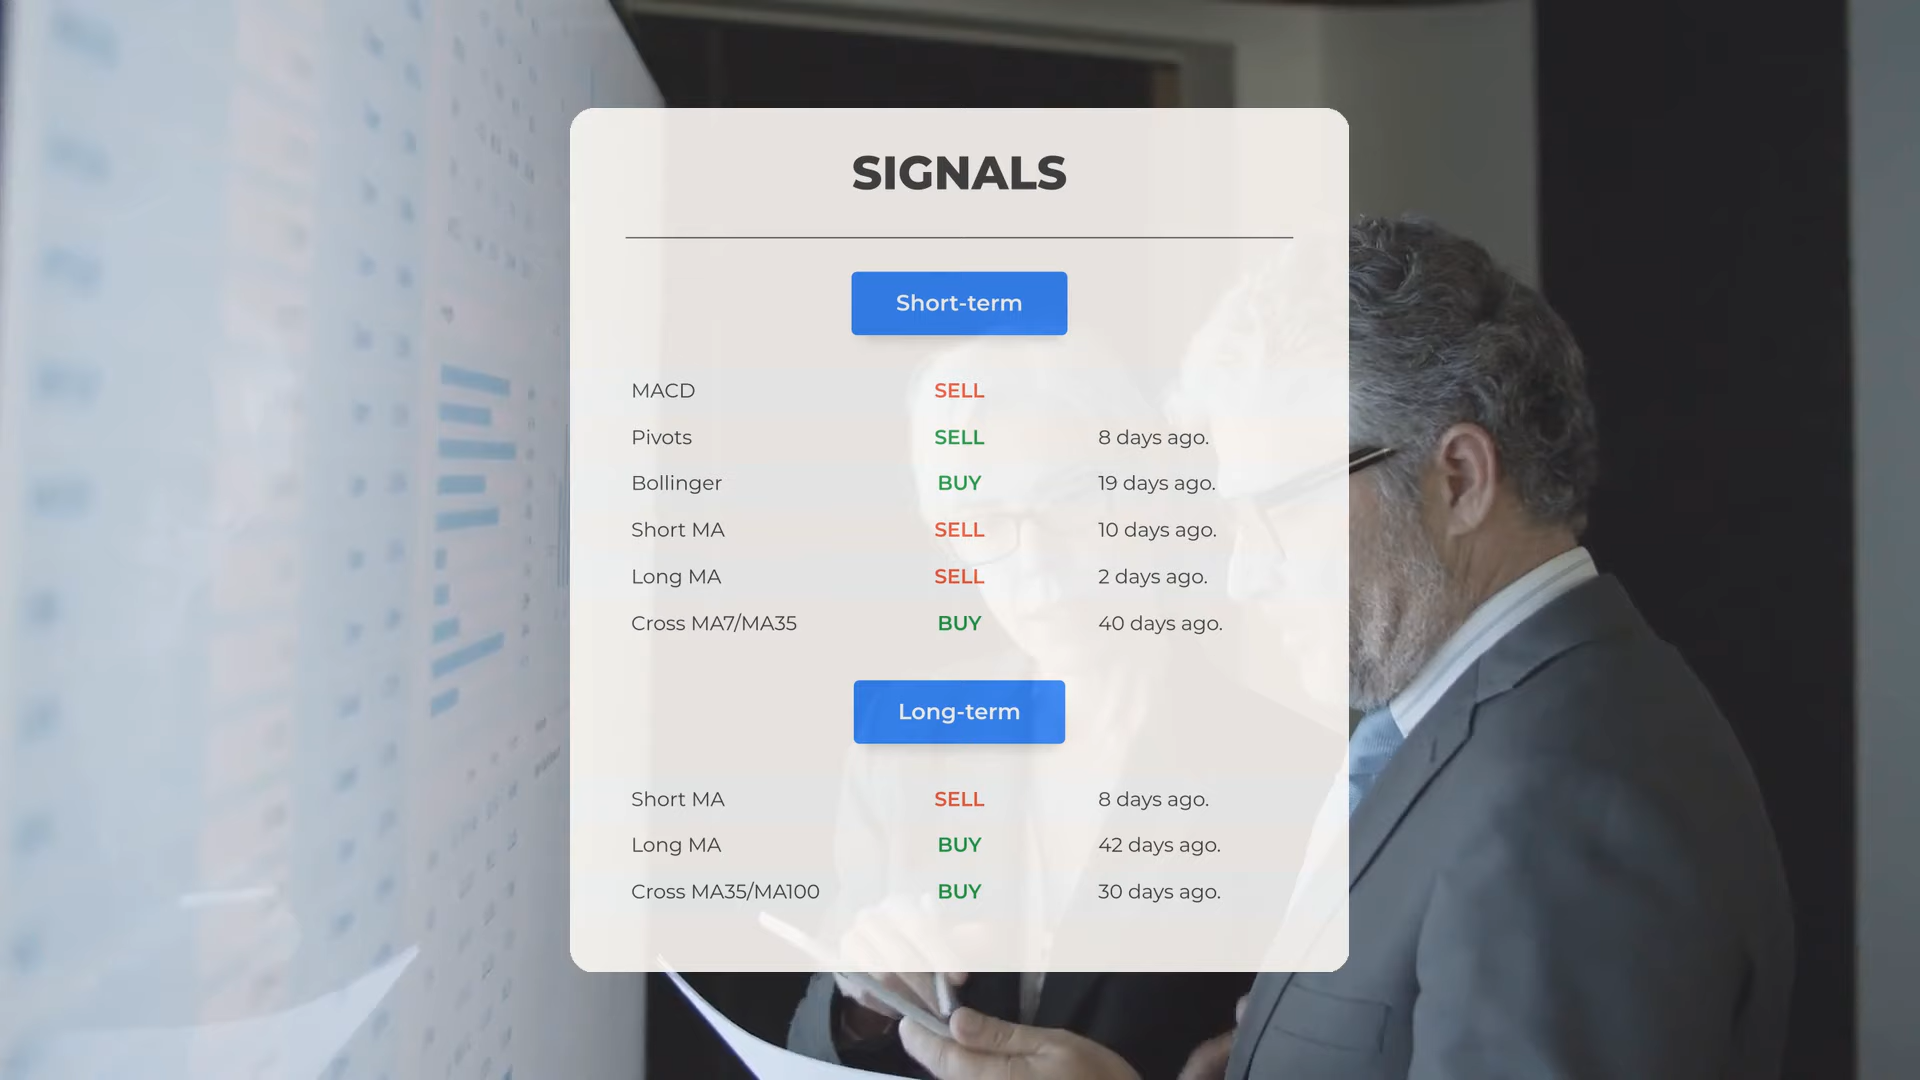 SIGNALS
Short-term
MACD SELL
Pivots SELL 8 days ago.
Bollinger BUY 19 days ago.
Short MA SELL 10 days ago.
Long MA SELL 2 days ago.
Cross MA7/MA35 BUY 40 days ago.
Long-term
Short MA SELL 8 days ago.
Long MA BUY 42 days ago.
Cross MA35/MA100 BUY 30 days ago.